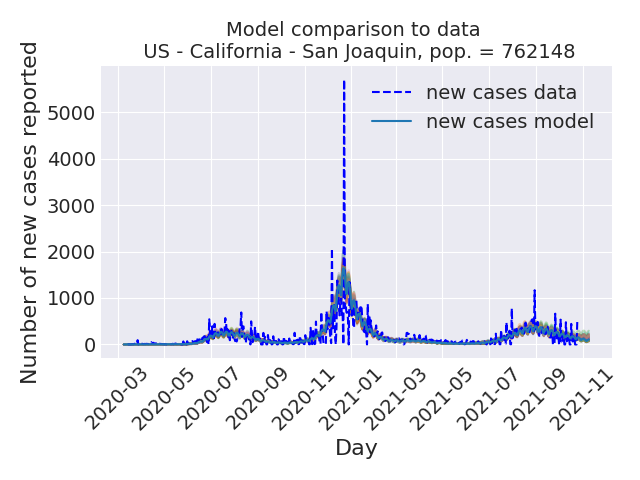 Model comparison to data
US - California - San Joaquin, pop. = 762148
Number of new cases reported
5000
4000
3000
2000
1000
0
new cases data
new cases model
2020-03
2020-05
2020-07
2020-09
2020-11
2021-01
2021-03
2021-05
2021-07
2021-09
2021-11
Day